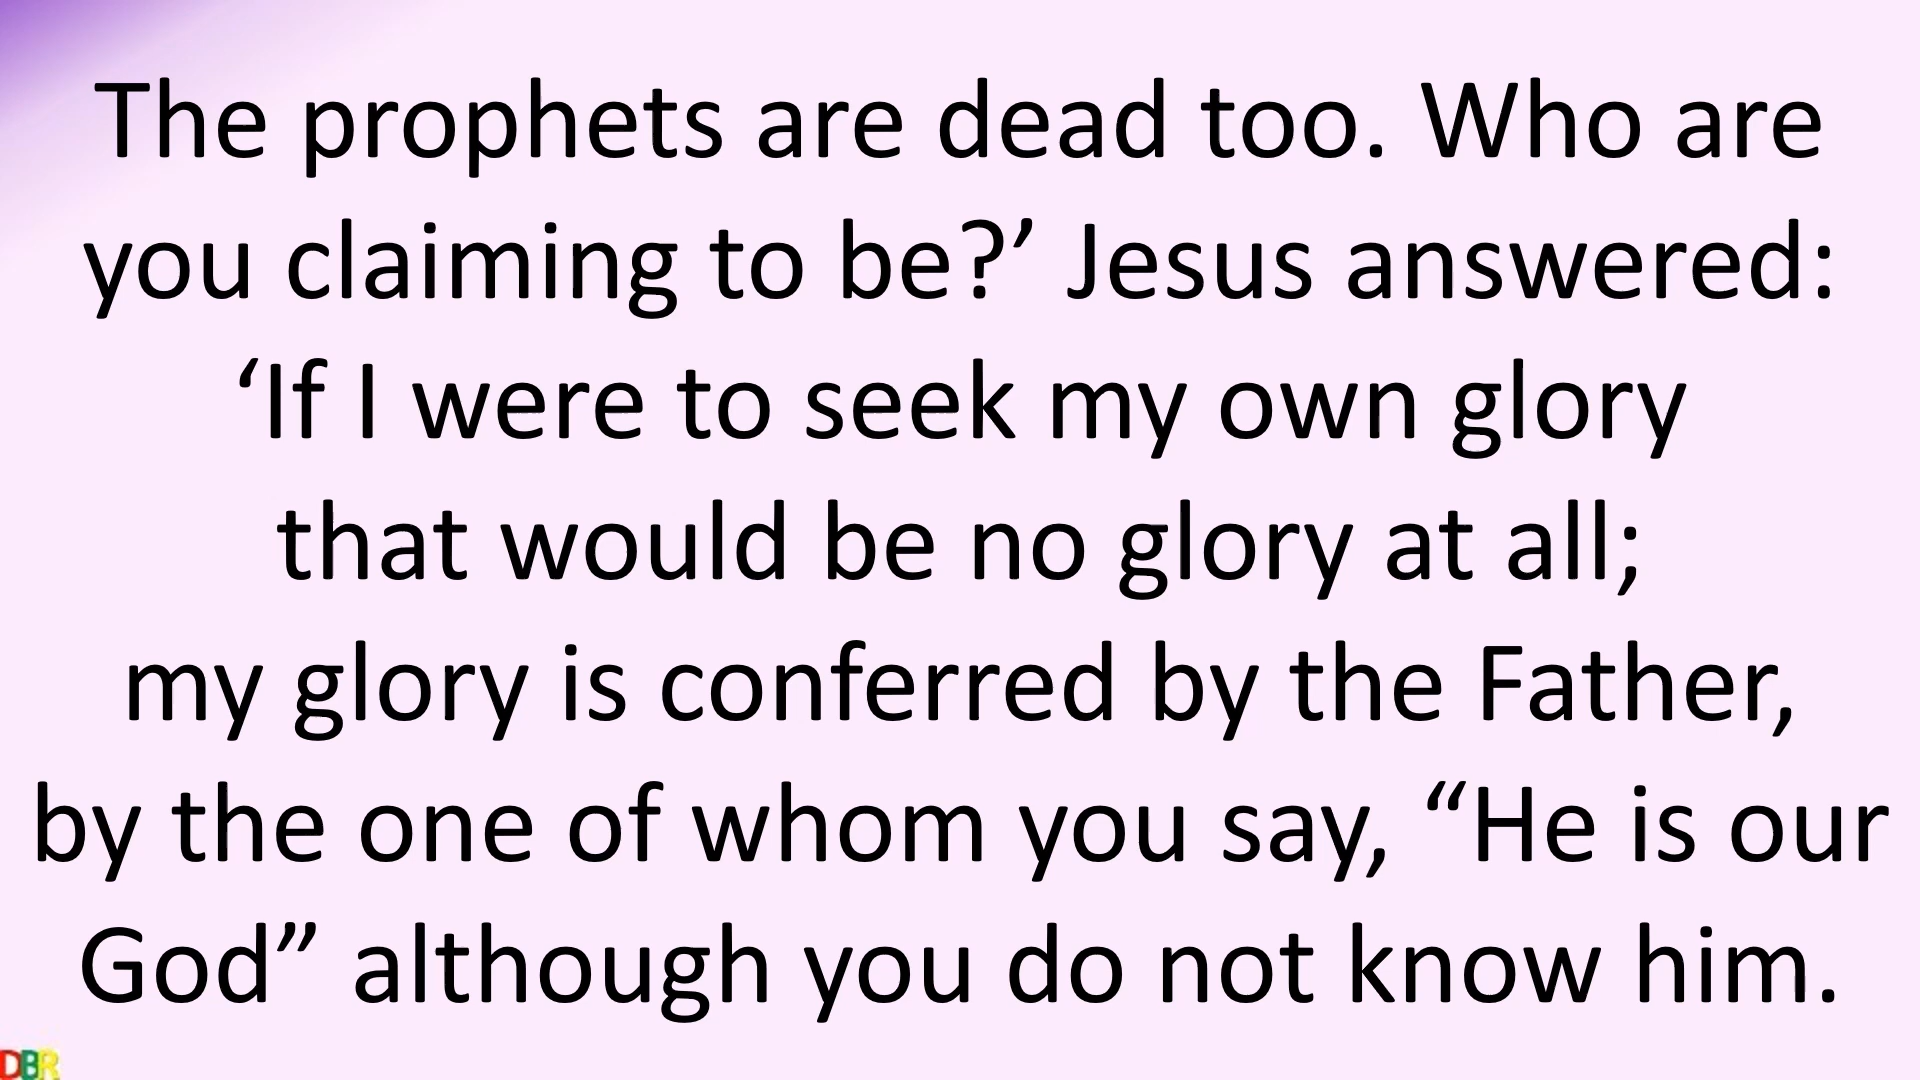 The prophets are dead too. Who are
you claiming to be?’ Jesus answered:
‘If I were to seek my own glory
that would be no glory at all;
my glory is conferred by the Father,
by the one of whom you say, “He is our
God” although you do not know him.
DBR